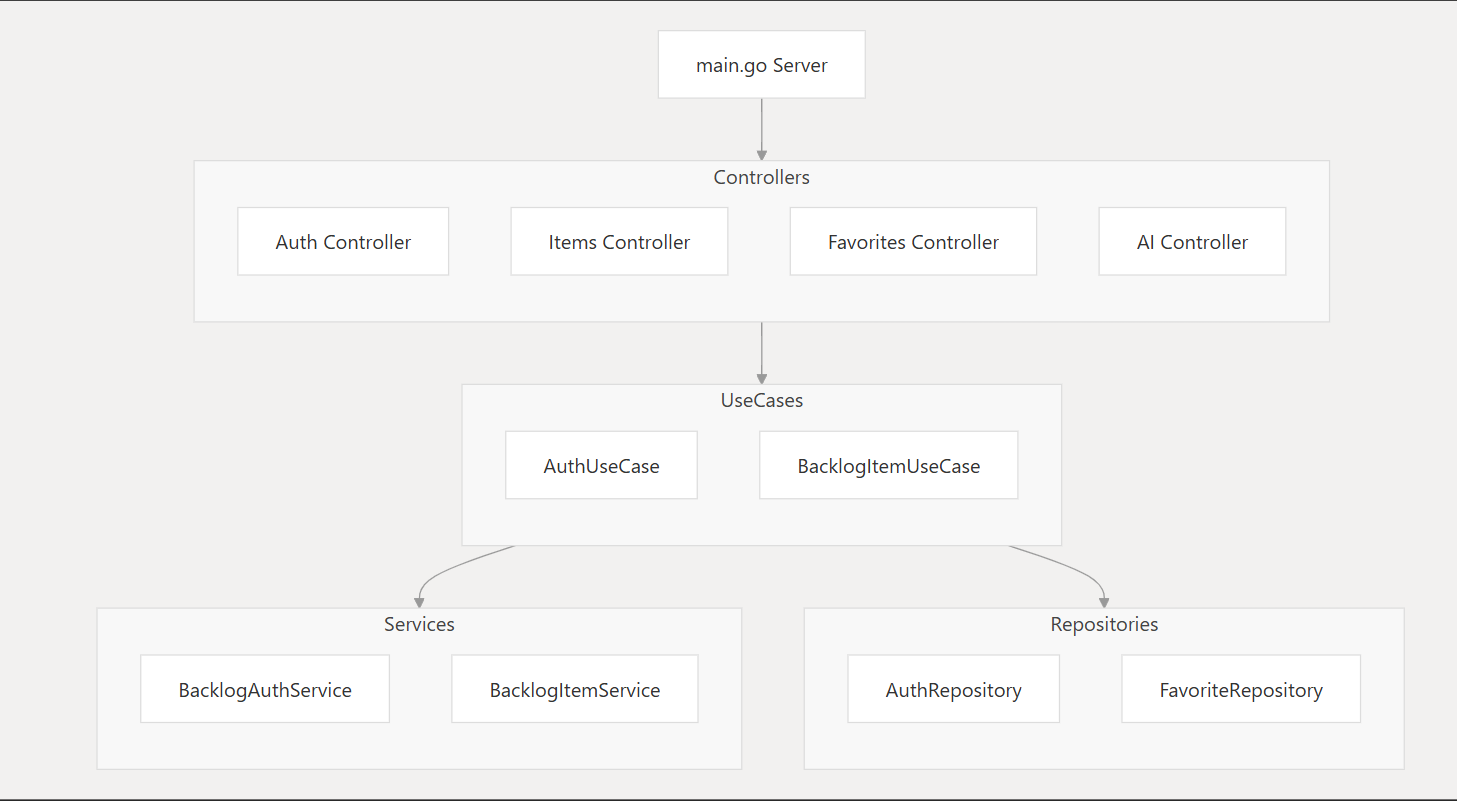 main.go Server
Controllers
Auth Controller
Items Controller
Favorites Controller
AI Controller
UseCases
AuthUseCase
BacklogItemUseCase
Services
BacklogAuthService
BacklogItemService
Repositories
AuthRepository
FavoriteRepository